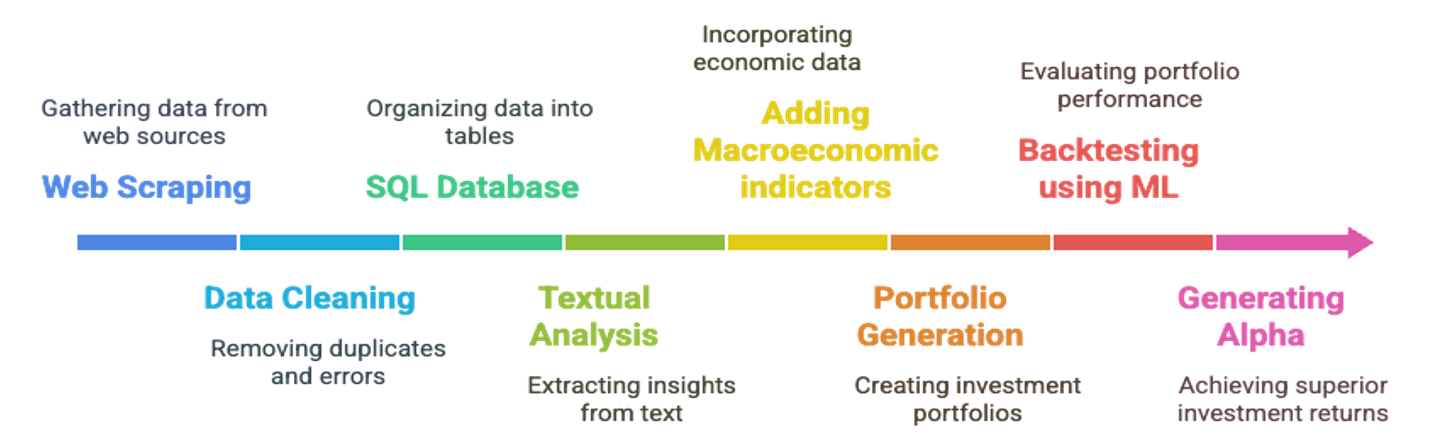 Gathering data from
web sources
Web Scraping
Data Cleaning
Removing duplicates
and errors
Organizing data into
tables
SQL Database
Textual
Analysis
Extracting insights
from text
Incorporating
economic data
Adding
Macroeconomic
indicators
Portfolio
Generation
Creating investment
portfolios
Evaluating portfolio
performance
Backtesting
using ML
Generating
Alpha
Achieving superior
investment returns